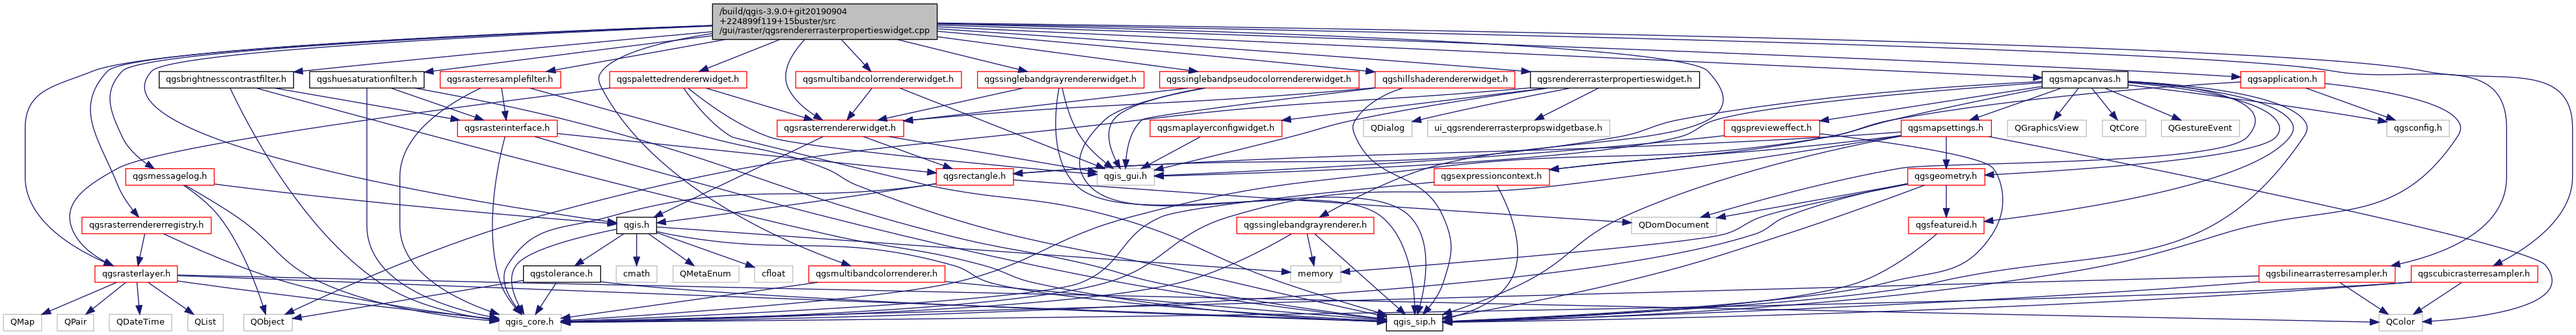 /build/qgis-3.9.0+git20190904
+224899f119+15buster/src
/gui/raster/qgsrendererrasterpropertieswidget.cpp
qgsbrightnesscontrastfilter.h
qgshuesaturationfilter.h
qgsrasterresamplefilter.h
qgspalettedrendererwidget.h
qgsmultibandcolorrendererwidget.h
qgssinglebandgrayrendererwidget.h
qgssinglebandpseudocolorrendererwidget.h
qgshillshaderendererwidget.h
qgsrendererrasterpropertieswidget.h
qgsmapcanvas.h
qgsapplication.h
qgsrasterinterface.h
qgsrasterrendererwidget.h
qgsmaplayerconfigwidget.h
QDialog
ui_qgsrendererrasterpropswidgetbase.h
qgspreviewеffect.h
qgsmapsettings.h
QGraphicsView
QtCore
QGestureEvent
qgsconfig.h
qgsmessagelog.h
qgsrectangle.h
qgis_gui.h
qgsexpressioncontext.h
qgsgeometry.h
qgsrasterrendererregistry.h
qgis.h
qgssinglebandgrayrenderer.h
QDomDocument
qgsfeatureid.h
qgsrasterlayer.h
qgstolerance.h
cmath
QMetaEnum
cfloat
qgsmultibandcolorrenderer.h
memory
qgsbilinearrasterresampler.h
qgscubicrasterresampler.h
QMap
QPair
QDateTime
QList
QObject
qgis_core.h
qgis_sip.h
QColor